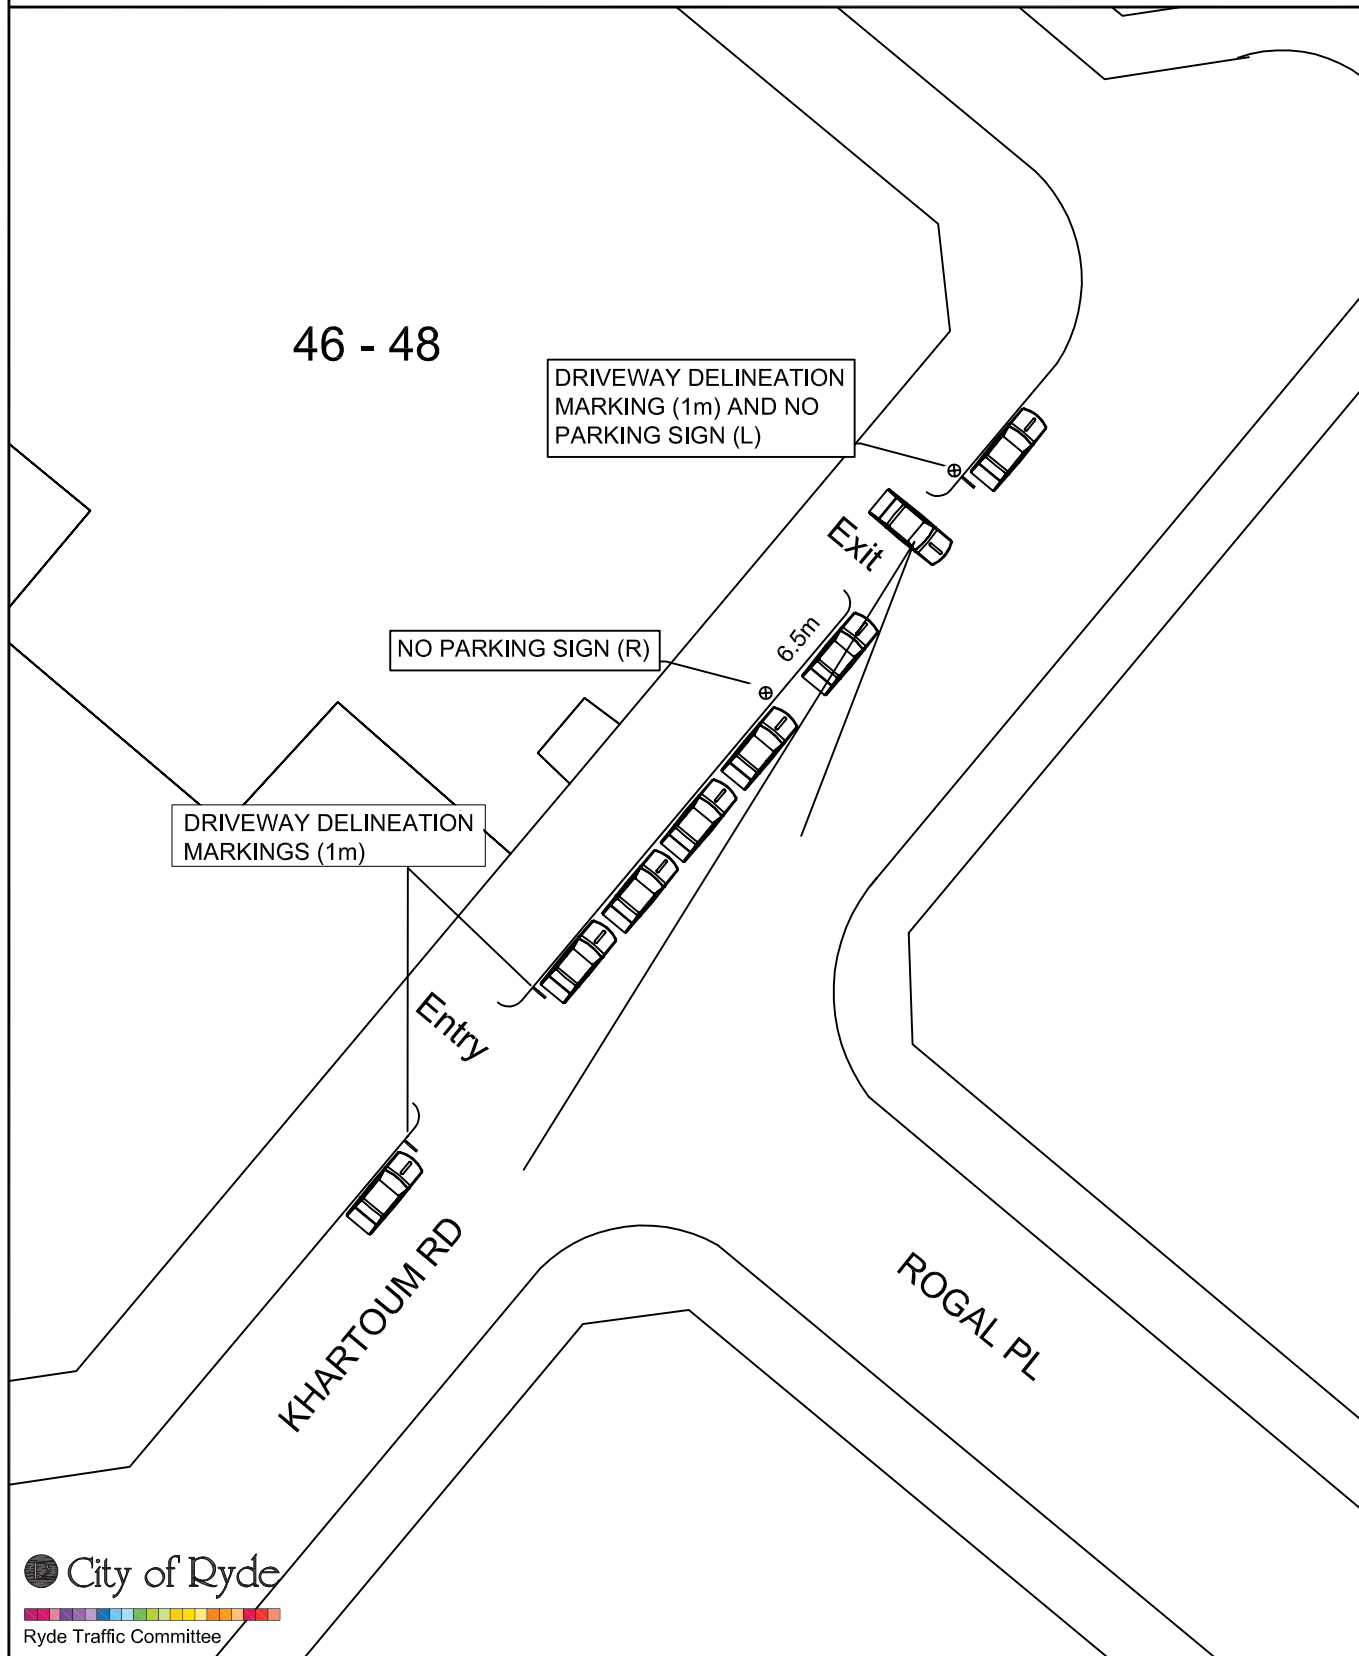 46 - 48
DRIVEWAY DELINEATION
MARKING (1m) AND NO
PARKING SIGN (L)
Exit
6.5m
NO PARKING SIGN (R)
DRIVEWAY DELINEATION
MARKINGS (1m)
Entry
KHARTOUM RD
ROGAL PL
City of Ryde
Ryde Traffic Committee